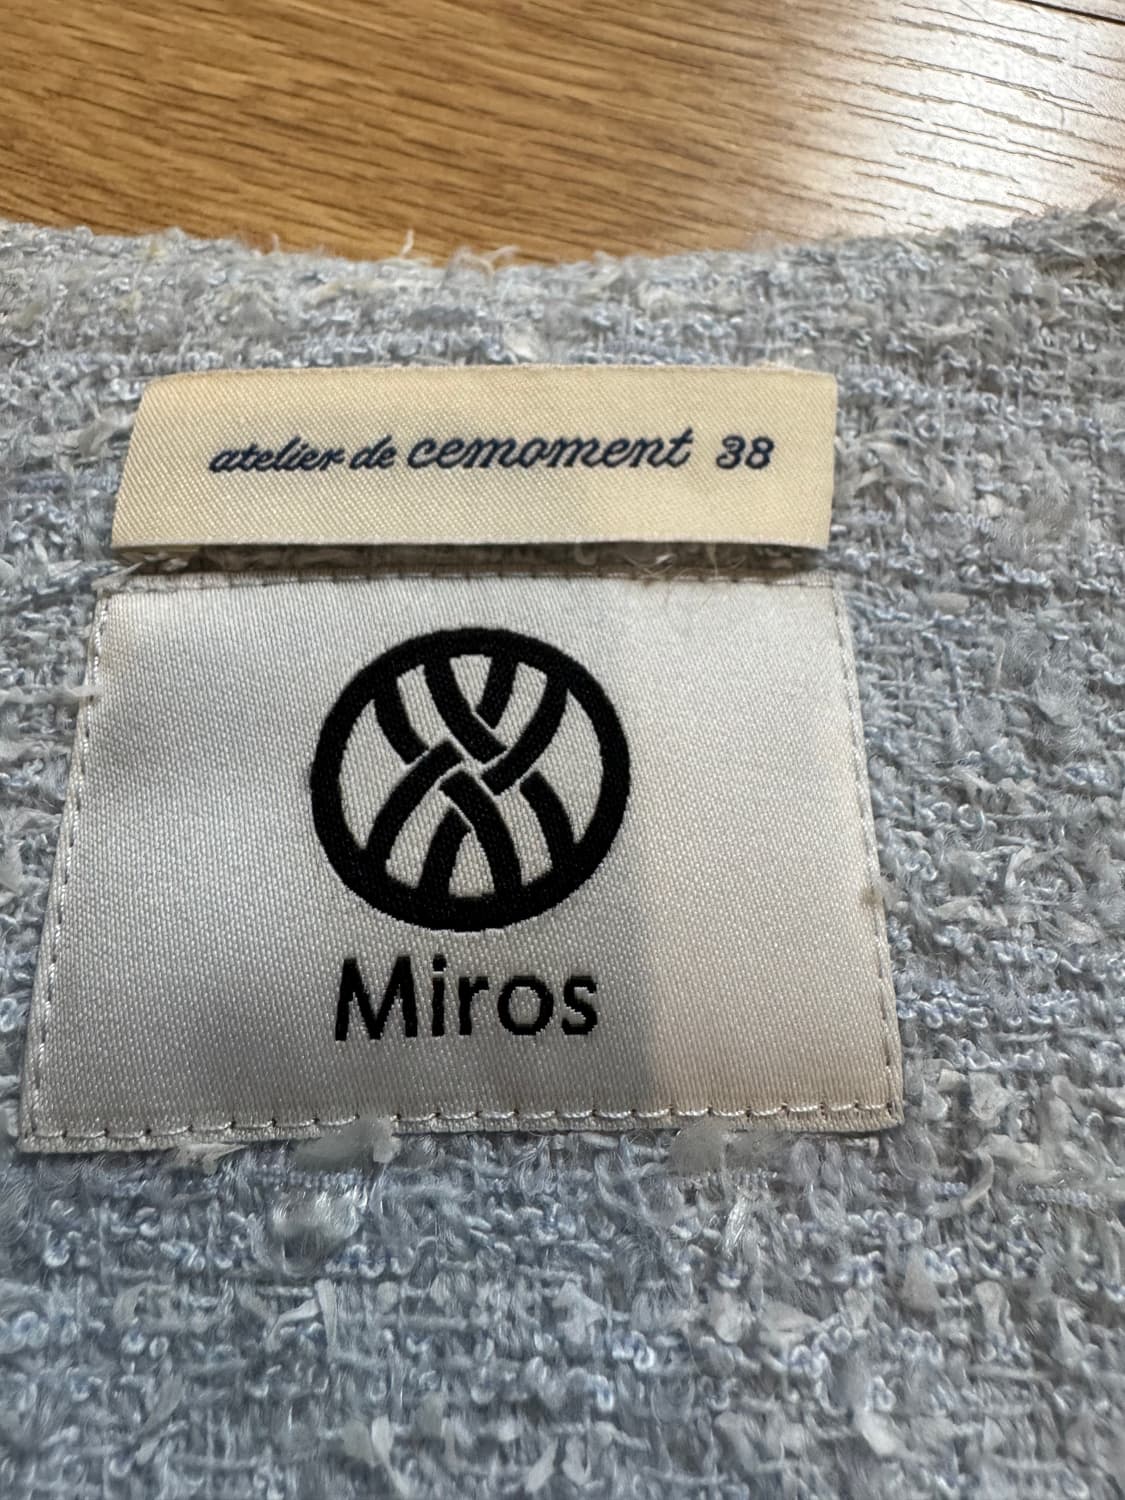 atelier de cemoment 38
Miros